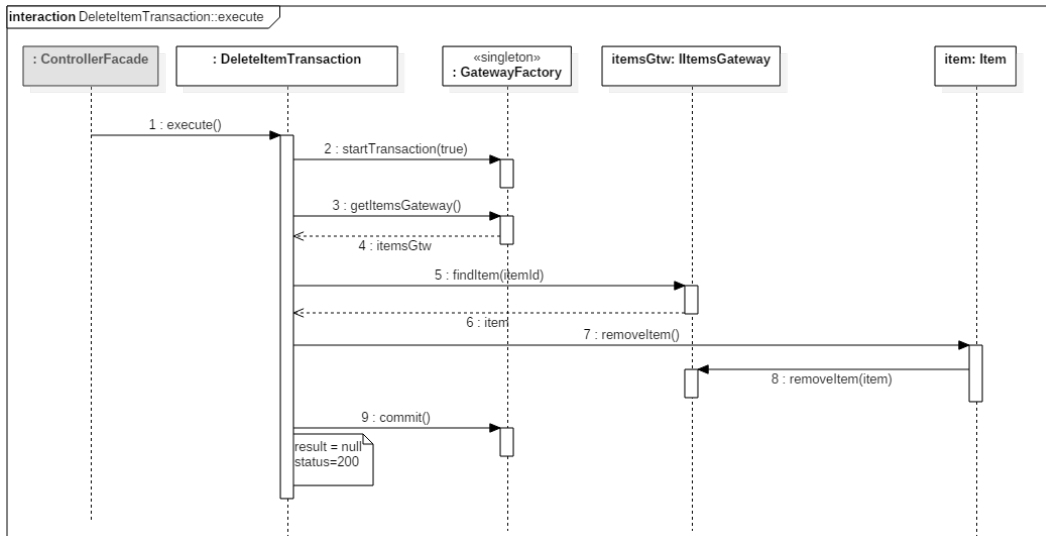 interaction DeleteItemTransaction::execute
: ControllerFacade
: DeleteItemTransaction
«singleton»
: GatewayFactory
itemsGtw: IItemsGateway
item: Item
1 : execute()
2 : startTransaction(true)
3 : getItemsGateway()
4 : itemsGtw
5 : findItem(itemId)
6 : item
7 : removeItem()
8 : removeItem(item)
9 : commit()
result = null
status=200